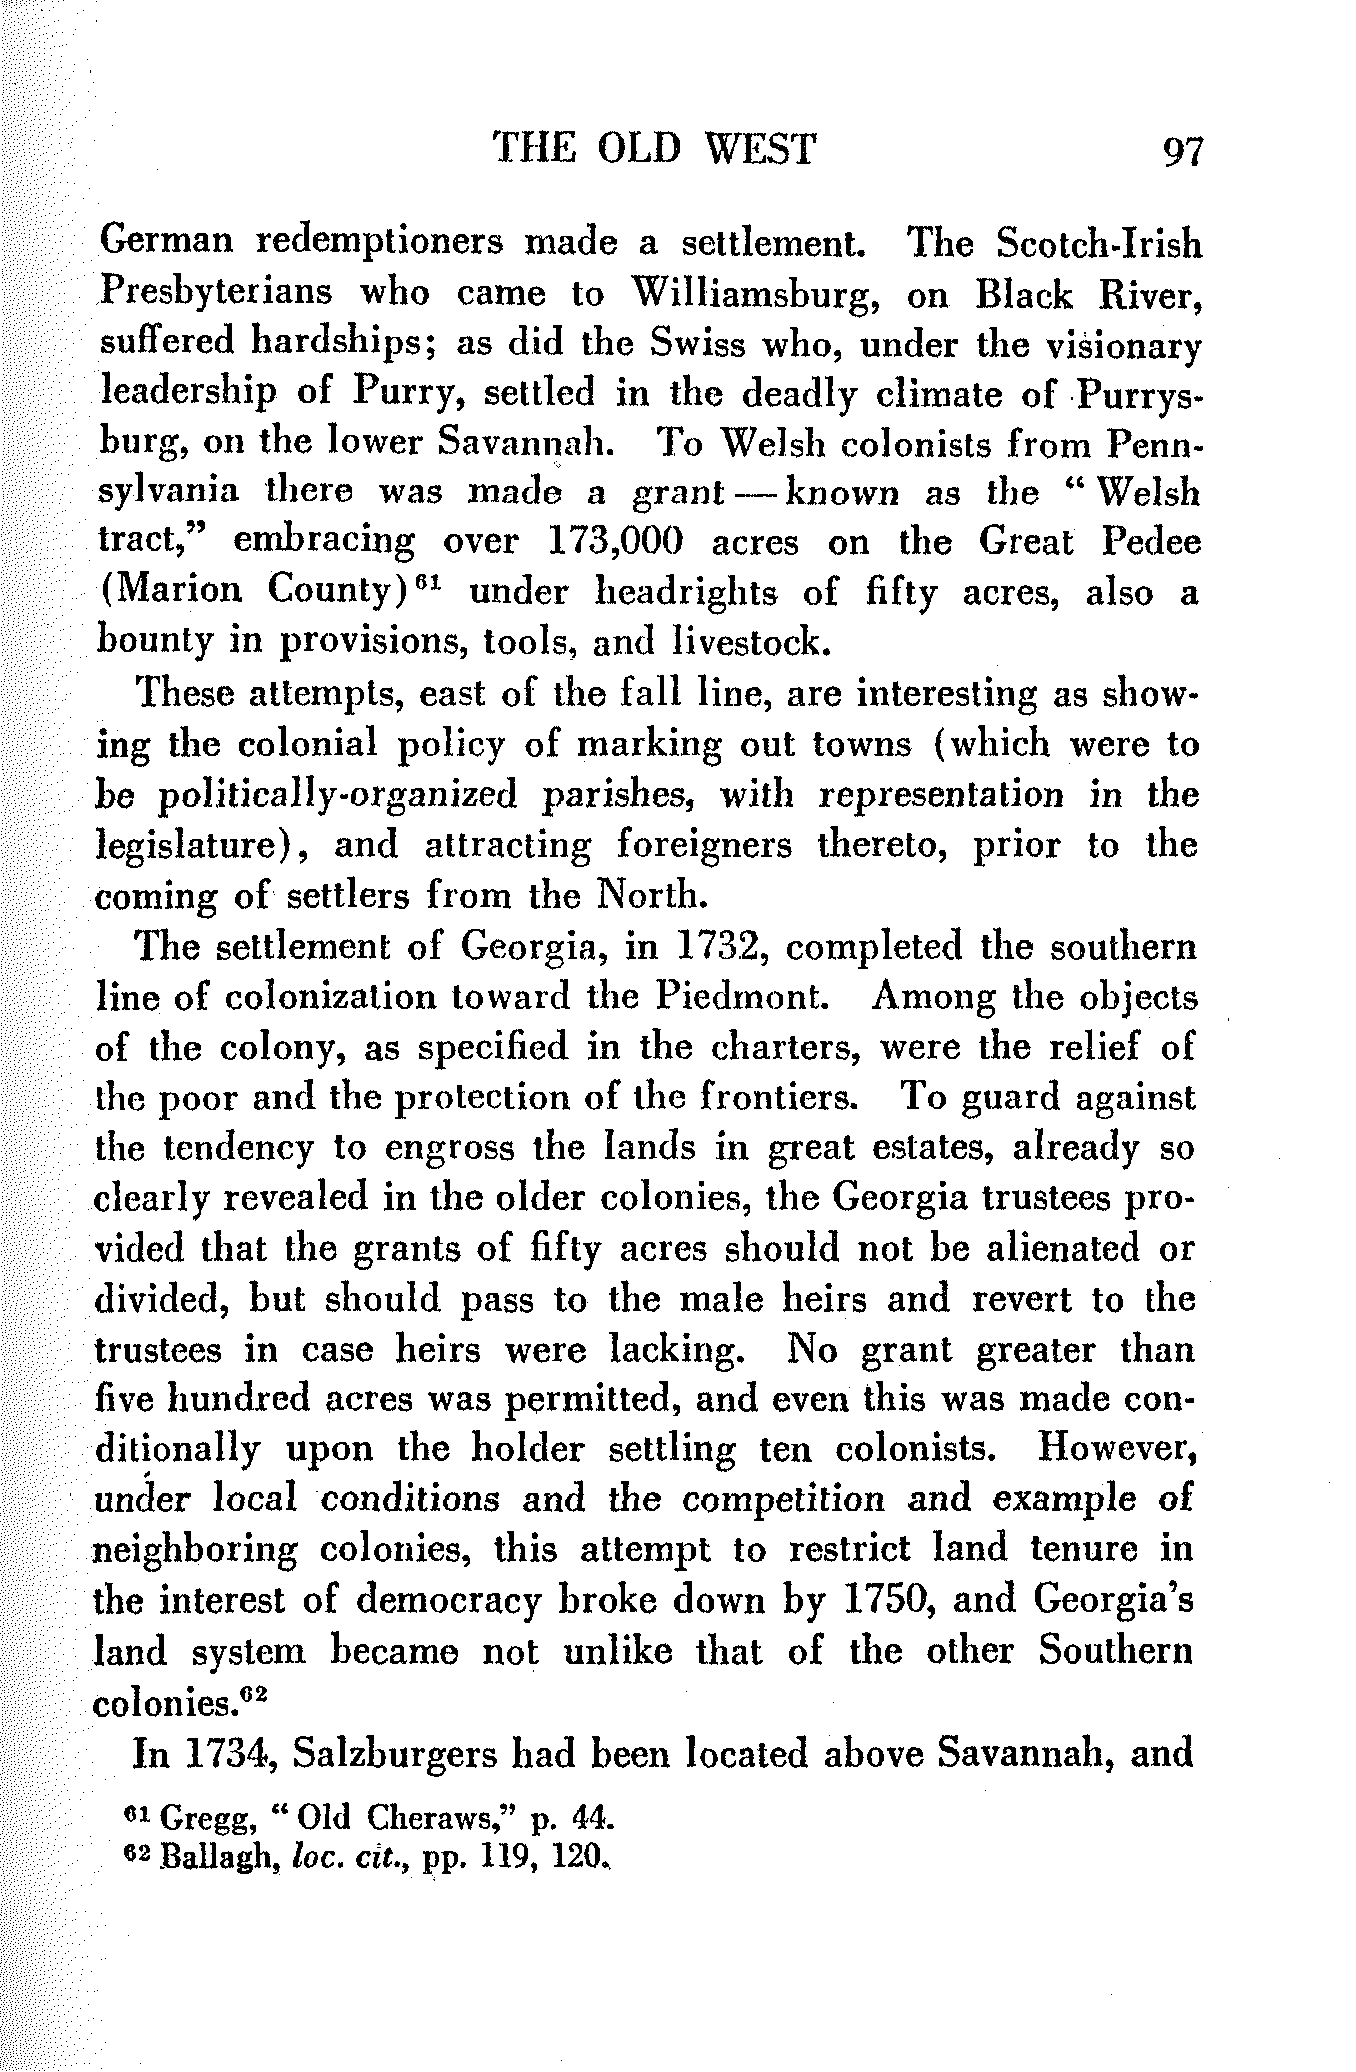 THE OLD WEST 97
German redemptioners made a settlement. The Scotch-Irish
Presbyterians who came to Williamsburg, on Black River,
suffered hardships; as did the Swiss who, under the visionary
leadership of Purry, settled in the deadly climate of Purrys-
burg, on the lower Savannah. To Welsh colonists from Penn-
sylvania there was made a grant — known as the “ Welsh
tract,” embracing over 173,000 acres on the Great Pedee
(Marion County)⁶¹ under headrights of fifty acres, also a
bounty in provisions, tools, and livestock.
These attempts, east of the fall line, are interesting as show-
ing the colonial policy of marking out towns (which were to
be politically-organized parishes, with representation in the
legislature), and attracting foreigners thereto, prior to the
coming of settlers from the North.
The settlement of Georgia, in 1732, completed the southern
line of colonization toward the Piedmont. Among the objects
of the colony, as specified in the charters, were the relief of
the poor and the protection of the frontiers. To guard against
the tendency to engross the lands in great estates, already so
clearly revealed in the older colonies, the Georgia trustees pro-
vided that the grants of fifty acres should not be alienated or
divided, but should pass to the male heirs and revert to the
trustees in case heirs were lacking. No grant greater than
five hundred acres was permitted, and even this was made con-
ditionally upon the holder settling ten colonists. However,
under local conditions and the competition and example of
neighboring colonies, this attempt to restrict land tenure in
the interest of democracy broke down by 1750, and Georgia’s
land system became not unlike that of the other Southern
colonies.⁶²
In 1734, Salzburgers had been located above Savannah, and
⁶¹ Gregg, “ Old Cheraws,” p. 44.
⁶² Ballagh, loc. cit., pp. 119, 120.